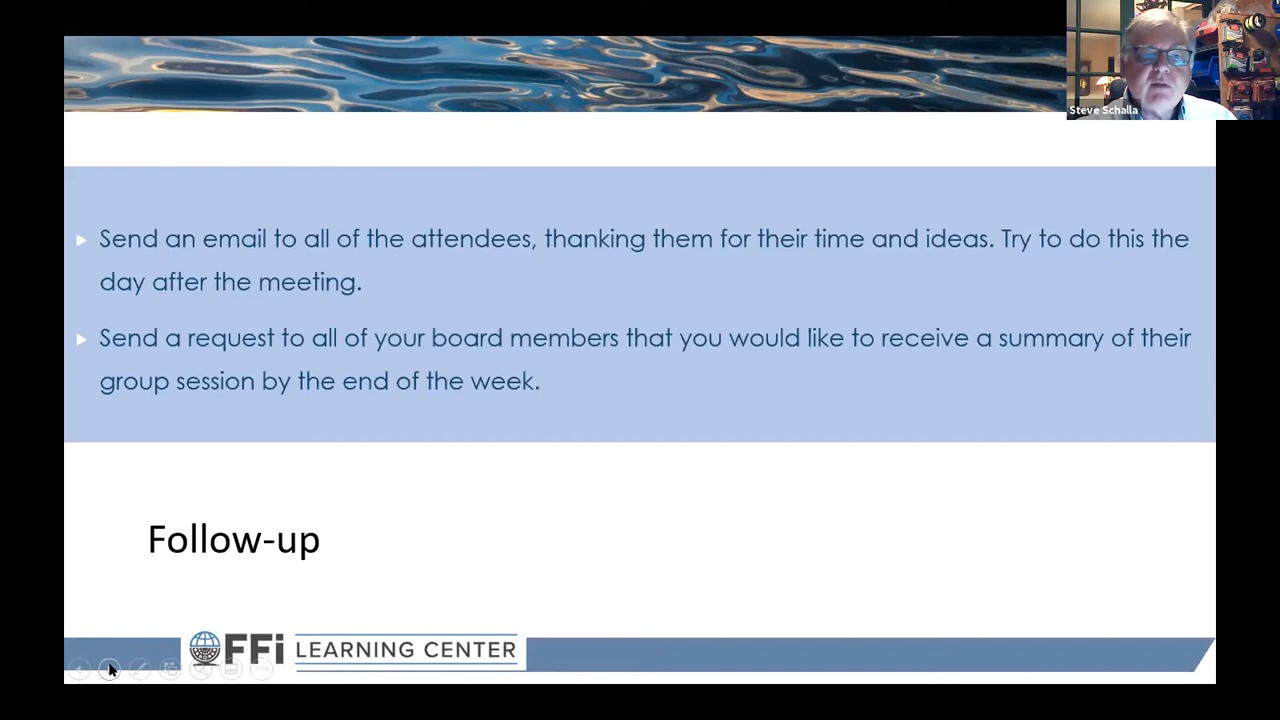 Steve Schalla
Send an email to all of the attendees, thanking them for their time and ideas. Try to do this the
day after the meeting.
Send a request to all of your board members that you would like to receive a summary of their
group session by the end of the week.
Follow-up
FFi LEARNING CENTER